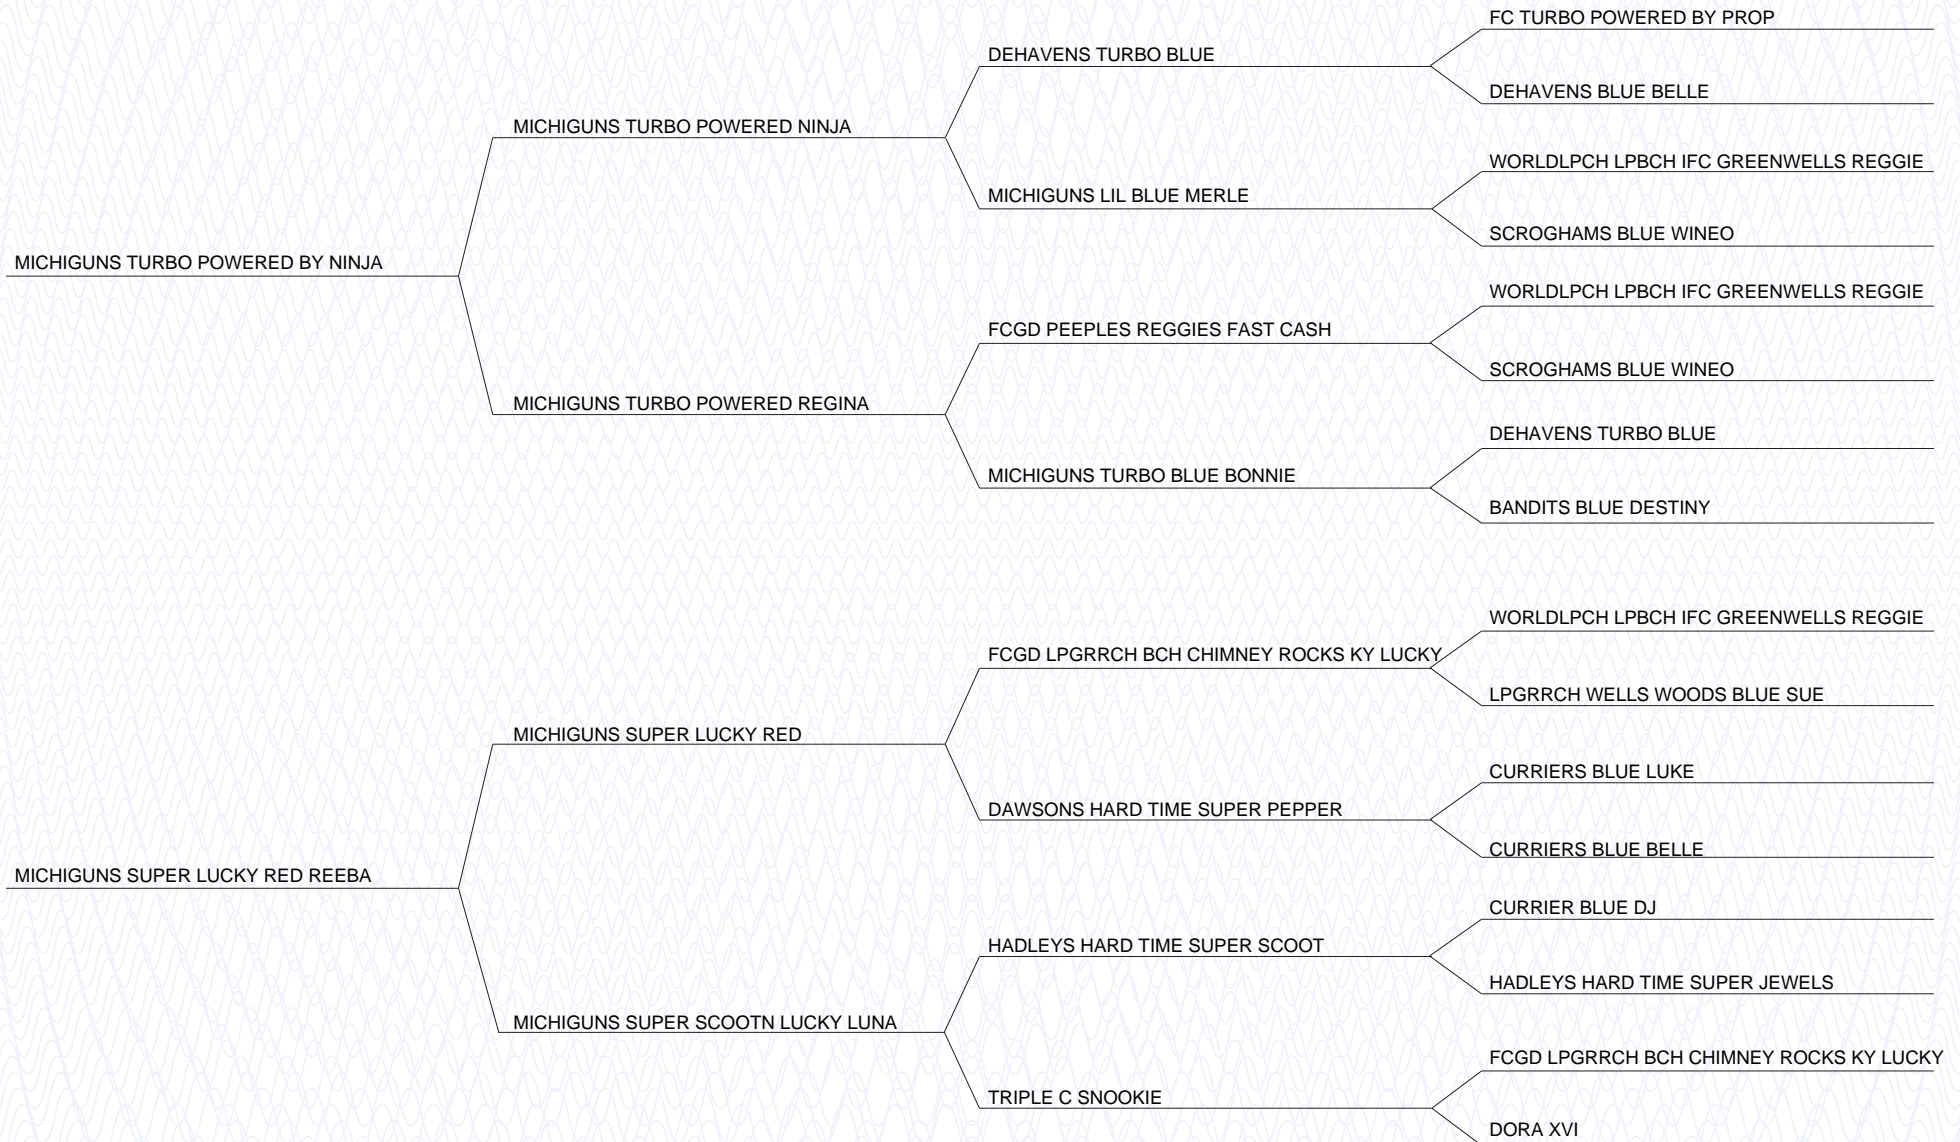 FC TURBO POWERED BY PROP
DEHAVENS TURBO BLUE
DEHAVENS BLUE BELLE
MICHIGUNS TURBO POWERED NINJA
WORLDLPCH LPBCH IFC GREENWELLS REGGIE
MICHIGUNS LIL BLUE MERLE
SCROGHAMS BLUE WINEO
MICHIGUNS TURBO POWERED BY NINJA
WORLDLPCH LPBCH IFC GREENWELLS REGGIE
FCGD PEEPLES REGGIES FAST CASH
SCROGHAMS BLUE WINEO
MICHIGUNS TURBO POWERED REGINA
DEHAVENS TURBO BLUE
MICHIGUNS TURBO BLUE BONNIE
BANDITS BLUE DESTINY
WORLDLPCH LPBCH IFC GREENWELLS REGGIE
FCGD LPGRRCH BCH CHIMNEY ROCKS KY LUCKY
LPGRRCH WELLS WOODS BLUE SUE
MICHIGUNS SUPER LUCKY RED
CURRIERS BLUE LUKE
DAWSONS HARD TIME SUPER PEPPER
CURRIERS BLUE BELLE
MICHIGUNS SUPER LUCKY RED REEBA
CURRIER BLUE DJ
HADLEYS HARD TIME SUPER SCOOT
HADLEYS HARD TIME SUPER JEWELS
MICHIGUNS SUPER SCOOTN LUCKY LUNA
FCGD LPGRRCH BCH CHIMNEY ROCKS KY LUCKY
TRIPLE C SNOOKIE
DORA XVI